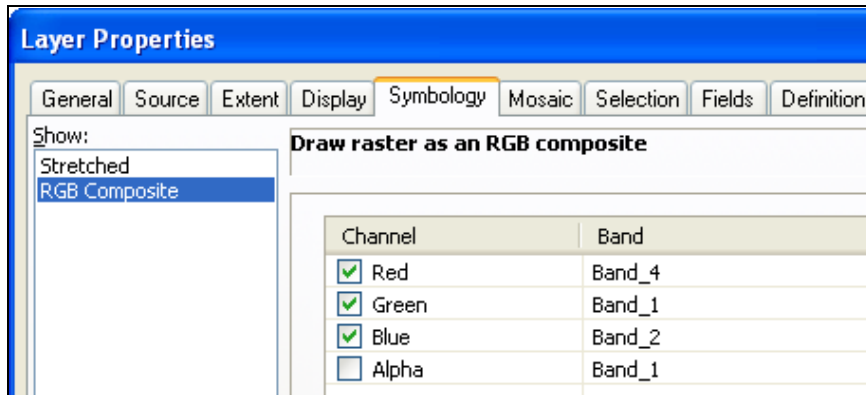 Layer Properties
General Source Extent Display Symbology Mosaic Selection Fields Definition
Show:
Stretched
RGB Composite
Draw raster as an RGB composite
Channel Band
Red Band_4
Green Band_1
Blue Band_2
Alpha Band_1